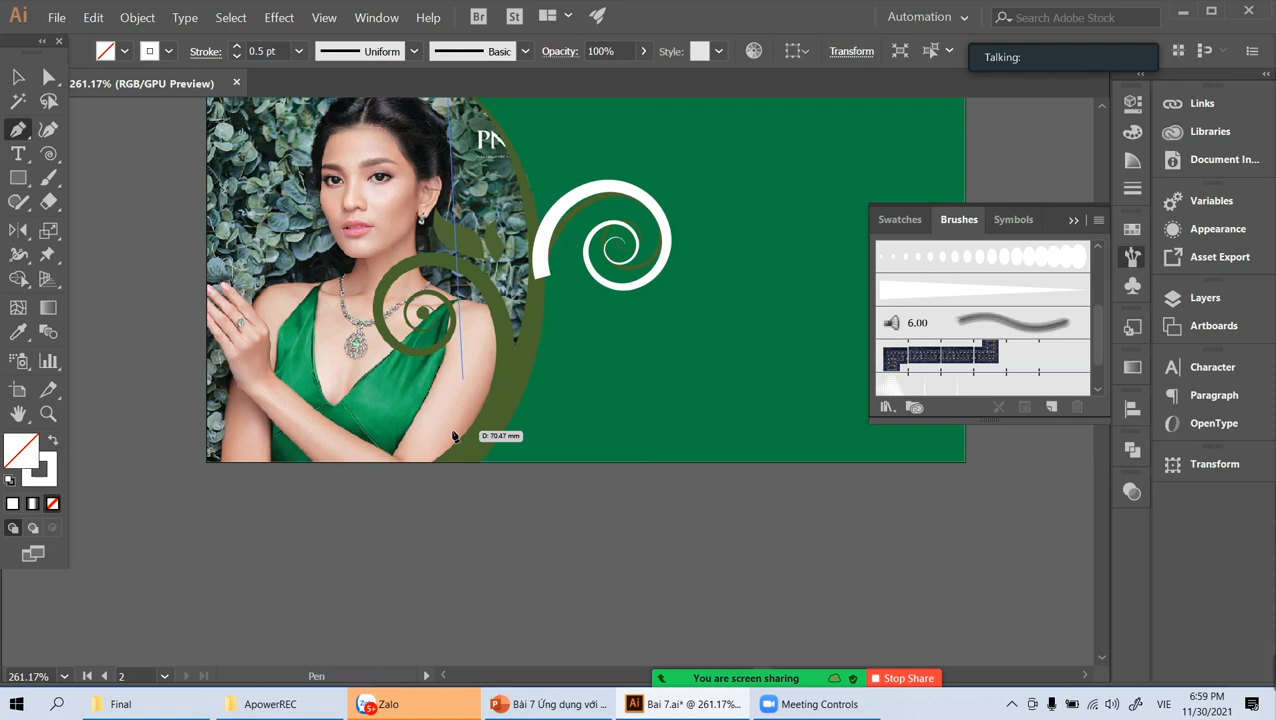 Ai File Edit Object Type Select Effect View Window Help Br St Automation Search Adobe Stock
Stroke: 0.5 pt Uniform Basic Opacity: 100% Style: Transform
Talking:
261.17% (RGB/GPU Preview)
Links
Libraries
Document In...
Variables
Appearance
Asset Export
Layers
Artboards
Character
Paragraph
OpenType
Transform
Swatches Brushes Symbols
6.00
PN
D: 70.47 mm
261.17% 2 Pen
You are screen sharing Stop Share
Final ApowerREC Zalo 5+ Bài 7 Ứng dụng với ... Bai 7.ai* @ 261.17%... Meeting Controls VIE 6:59 PM
11/30/2021